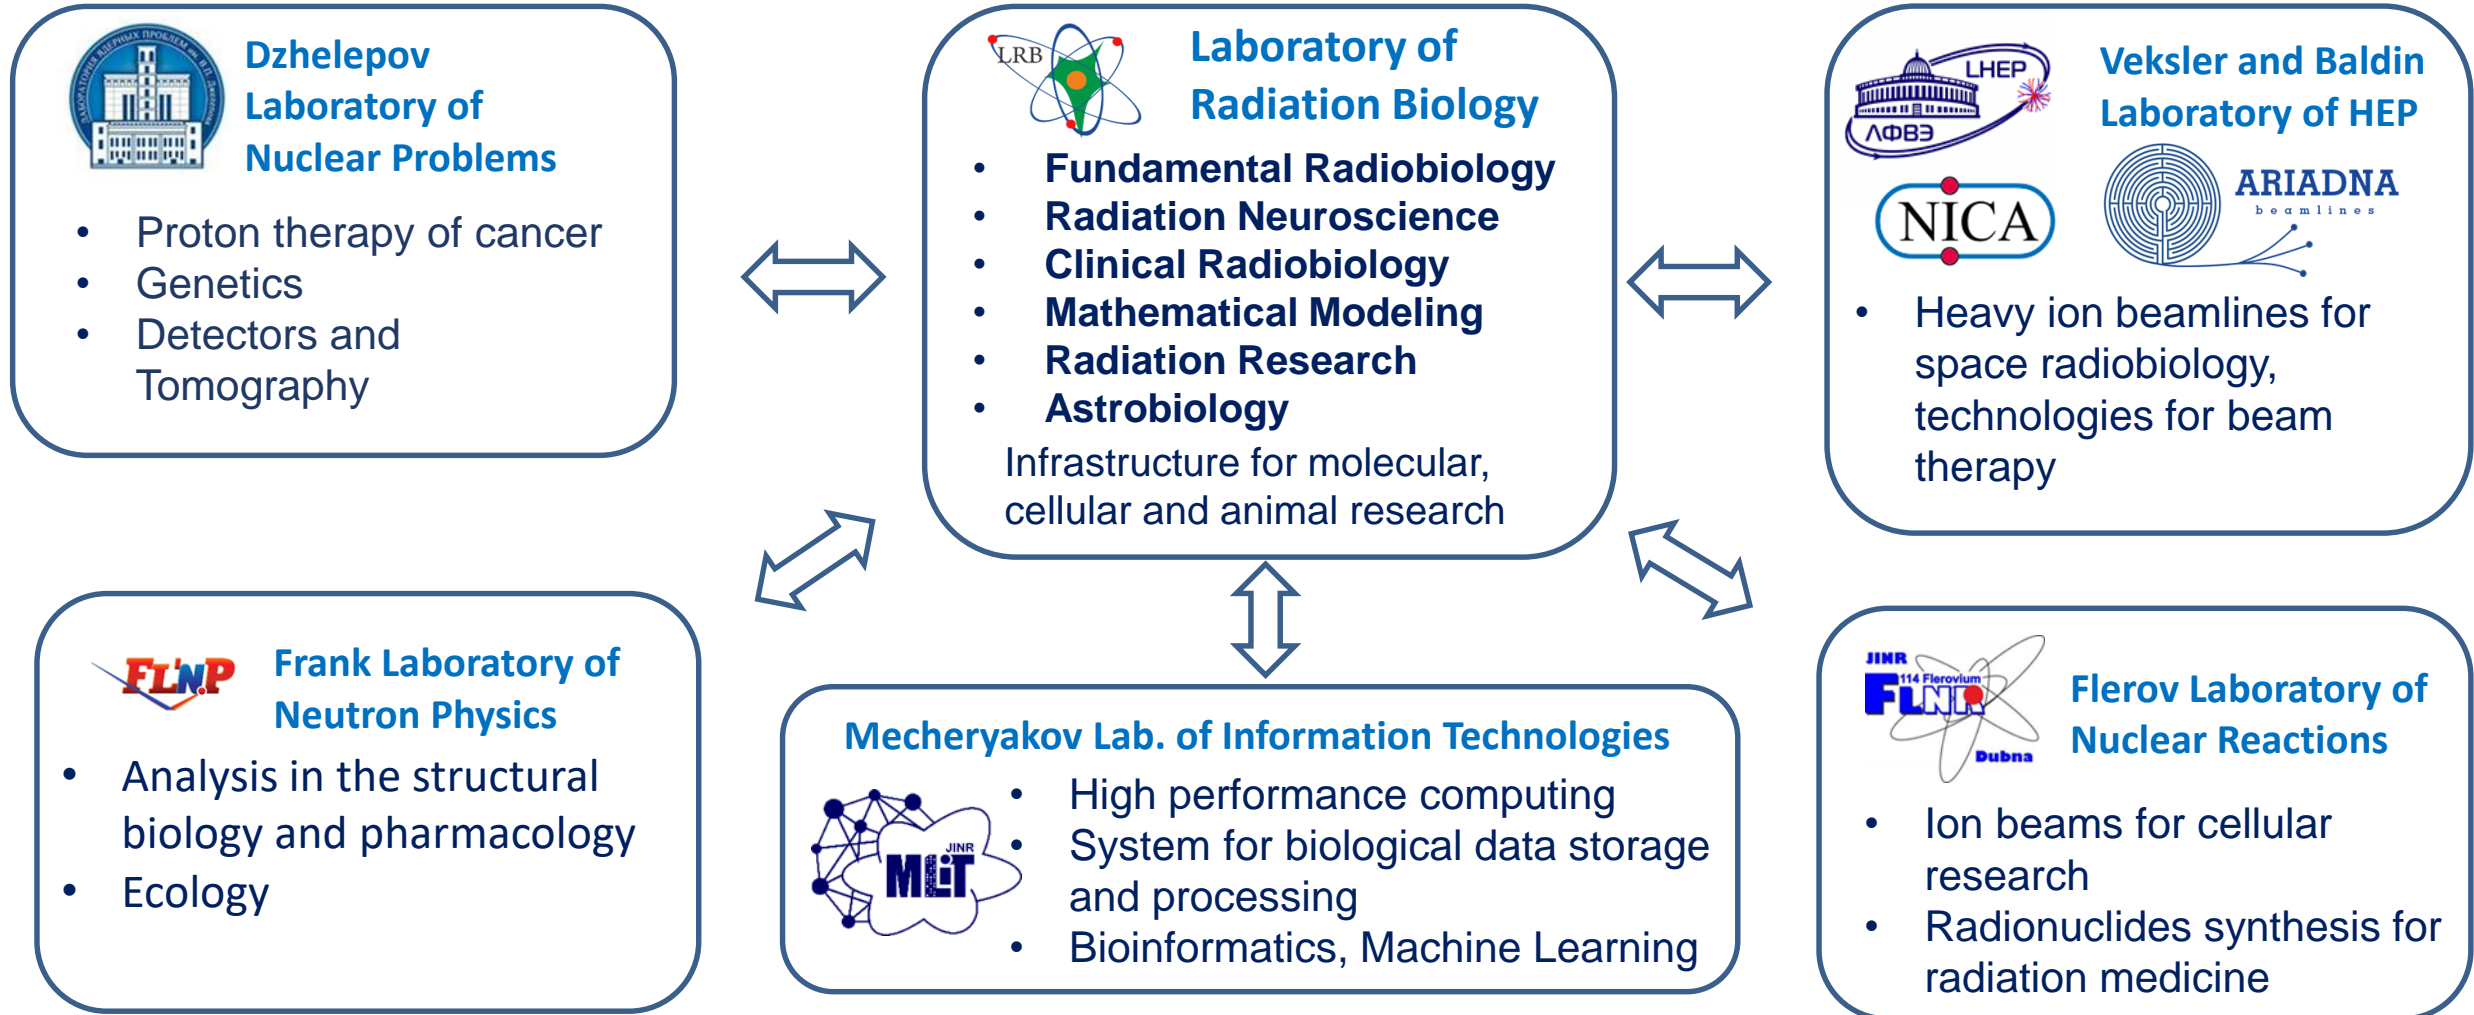 ЛАБОРАТОРИЯ ЯДЕРНЫХ ПРОБЛЕМ им. В.П. ДЖЕЛЕПОВА
Dzhelepov
Laboratory of
Nuclear Problems
• Proton therapy of cancer
• Genetics
• Detectors and
Tomography
LRB
Laboratory of
Radiation Biology
• Fundamental Radiobiology
• Radiation Neuroscience
• Clinical Radiobiology
• Mathematical Modeling
• Radiation Research
• Astrobiology
Infrastructure for molecular,
cellular and animal research
LHEP
ЛФВЭ
Veksler and Baldin
Laboratory of HEP
NICA
ARIADNA
beamlines
• Heavy ion beamlines for
space radiobiology,
technologies for beam
therapy
FLNP
Frank Laboratory of
Neutron Physics
• Analysis in the structural
biology and pharmacology
• Ecology
Mecheryakov Lab. of Information Technologies
JINR
MLiT
• High performance computing
• System for biological data storage
and processing
• Bioinformatics, Machine Learning
JINR
114 Flerovium
FLNR
Dubna
Flerov Laboratory of
Nuclear Reactions
• Ion beams for cellular
research
• Radionuclides synthesis for
radiation medicine